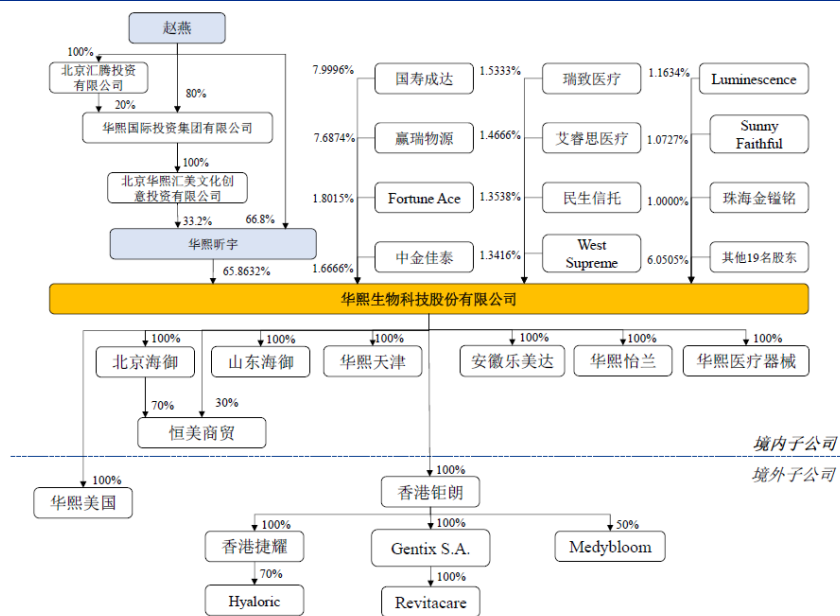 赵燕
100%
北京汇腾投资
有限公司
20%
80%
华熙国际投资集团有限公司
100%
北京华熙汇美文化创
意投资有限公司
33.2%
66.8%
华熙昕宇
65.8632%
7.9996%
国寿成达
7.6874%
赢瑞物源
1.8015%
Fortune Ace
1.6666%
中金佳泰
1.5333%
瑞致医疗
1.4666%
艾睿思医疗
1.3538%
民生信托
1.3416%
West
Supreme
1.1634%
Luminescence
1.0727%
Sunny
Faithful
1.0000%
珠海金镒铭
6.0505%
其他19名股东
华熙生物科技股份有限公司
100%
北京海御
100%
山东海御
100%
华熙天津
100%
安徽乐美达
100%
华熙怡兰
100%
华熙医疗器械
70%
30%
恒美商贸
境内子公司
境外子公司
100%
华熙美国
100%
香港钜朗
100%
香港捷耀
100%
Gentix S.A.
50%
Medybloom
70%
Hyaloric
100%
Revitacare